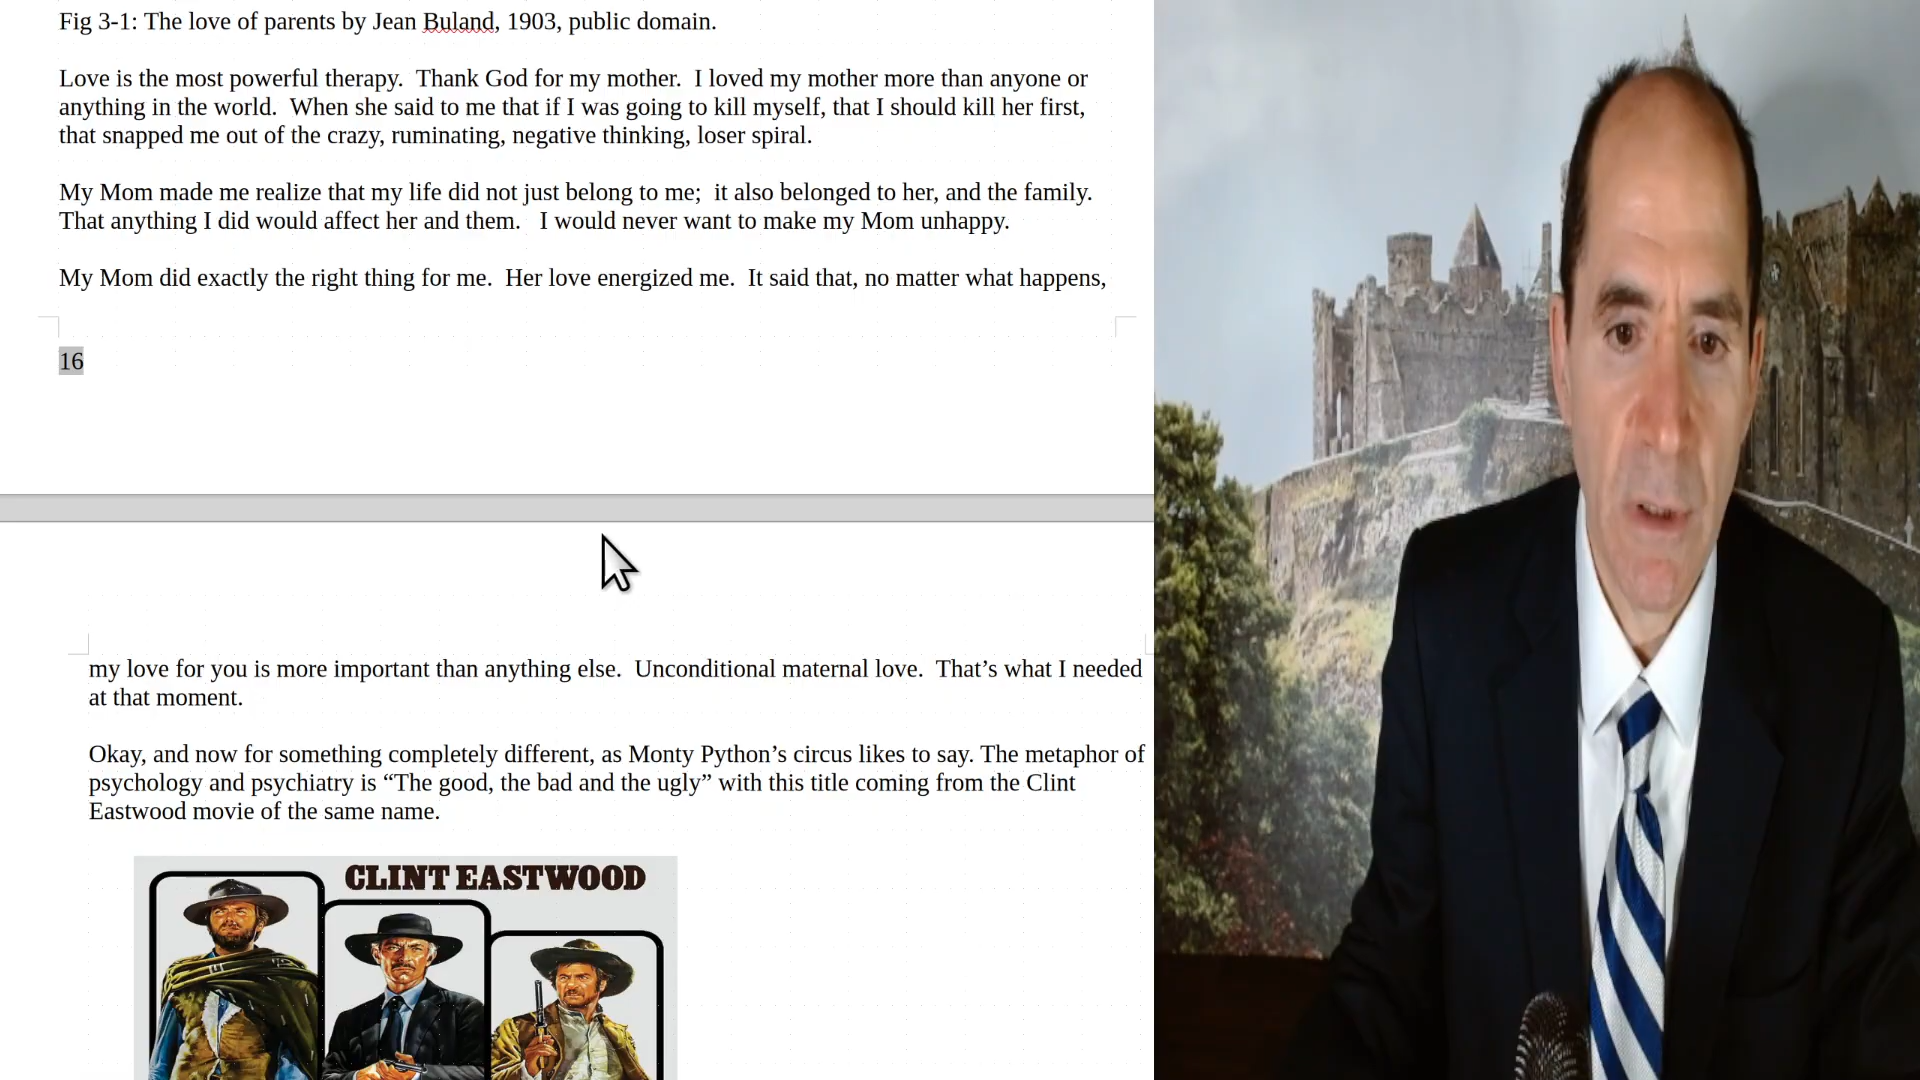 Fig 3-1: The love of parents by Jean Buland, 1903, public domain.
Love is the most powerful therapy.  Thank God for my mother.  I loved my mother more than anyone or
anything in the world.  When she said to me that if I was going to kill myself, that I should kill her first,
that snapped me out of the crazy, ruminating, negative thinking, loser spiral.
My Mom made me realize that my life did not just belong to me;  it also belonged to her, and the family.
That anything I did would affect her and them.   I would never want to make my Mom unhappy.
My Mom did exactly the right thing for me.  Her love energized me.  It said that, no matter what happens,
16
my love for you is more important than anything else.  Unconditional maternal love.  That’s what I needed
at that moment.
Okay, and now for something completely different, as Monty Python’s circus likes to say. The metaphor of
psychology and psychiatry is “The good, the bad and the ugly” with this title coming from the Clint
Eastwood movie of the same name.
CLINT EASTWOOD